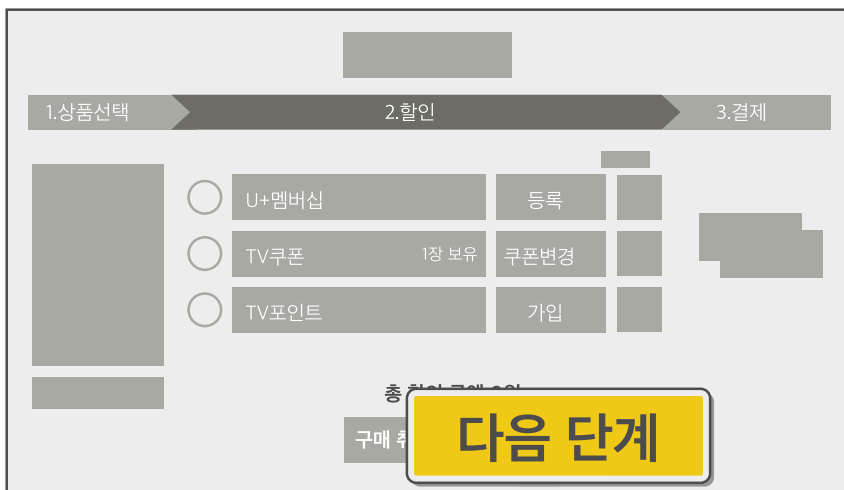 1.상품선택
2.할인
3.결제
U+멤버십
등록
TV쿠폰
1장 보유
쿠폰변경
TV포인트
가입
총
구매
다음 단계